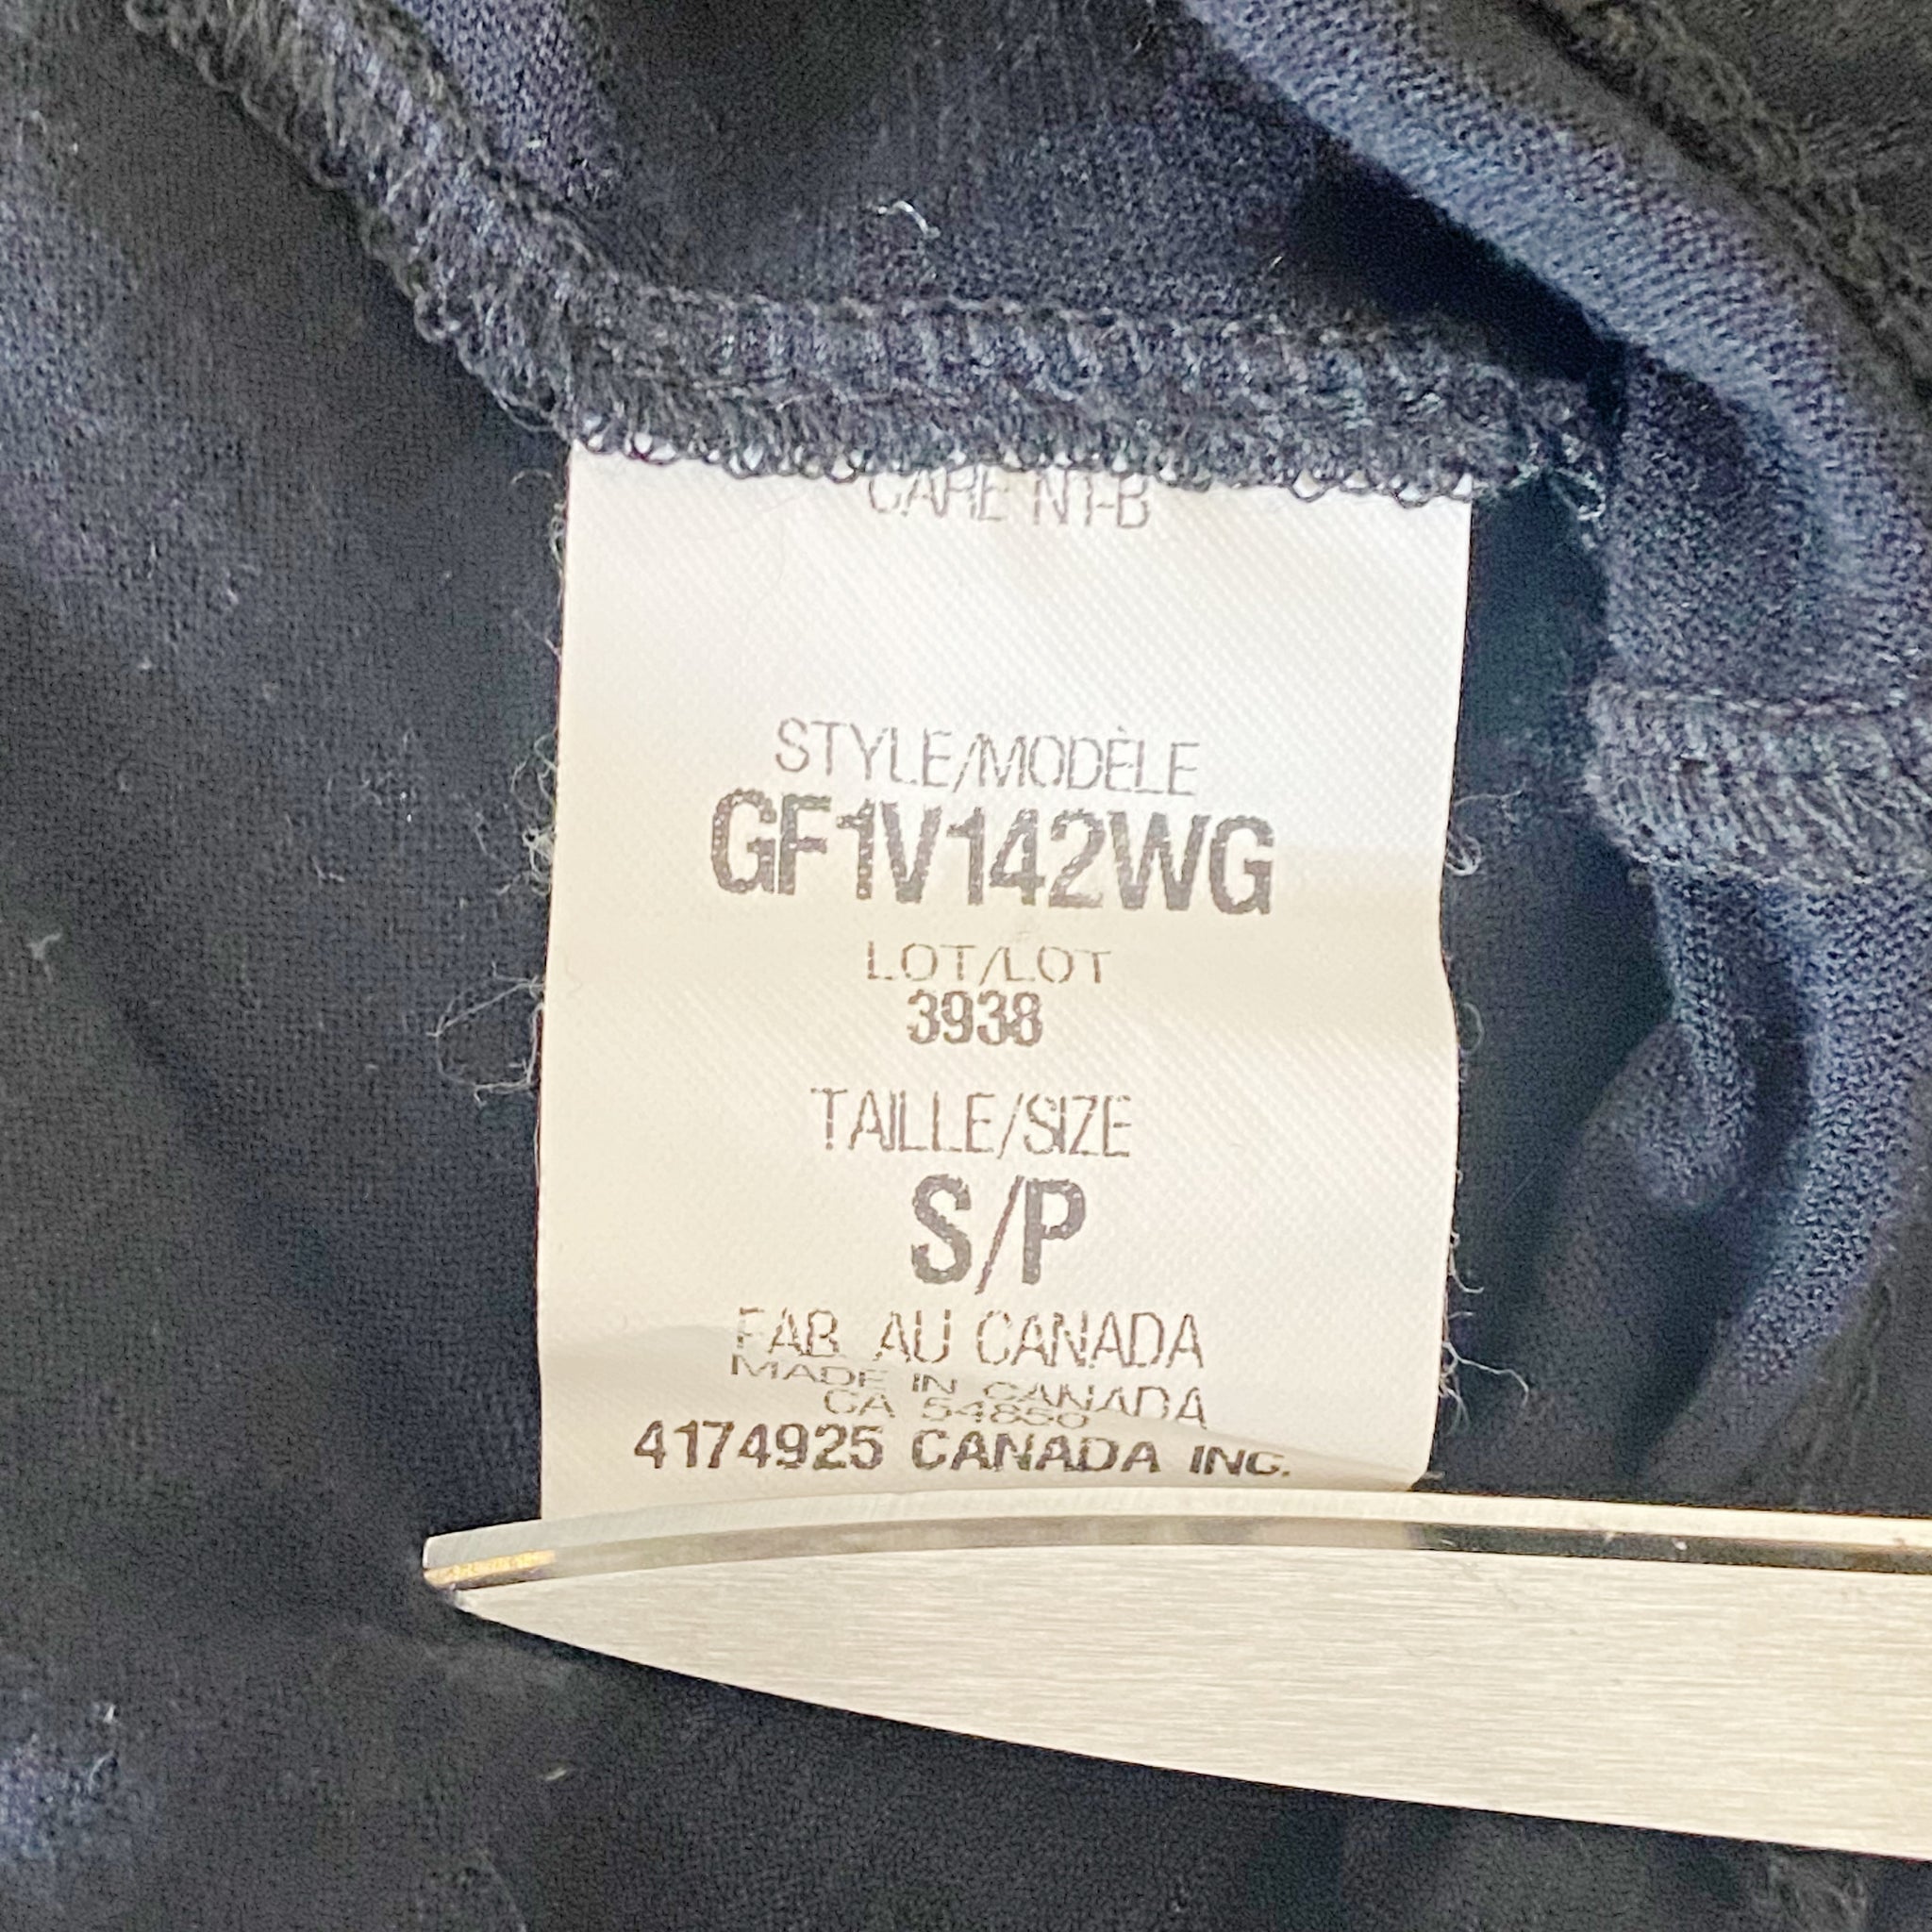 CARE N1-B
STYLE/MODÈLE
GF1V142WG
LOT/LOT
3938
TAILLE/SIZE
S/P
FAB. AU CANADA
MADE IN CANADA
CA 54850
4174925 CANADA INC.